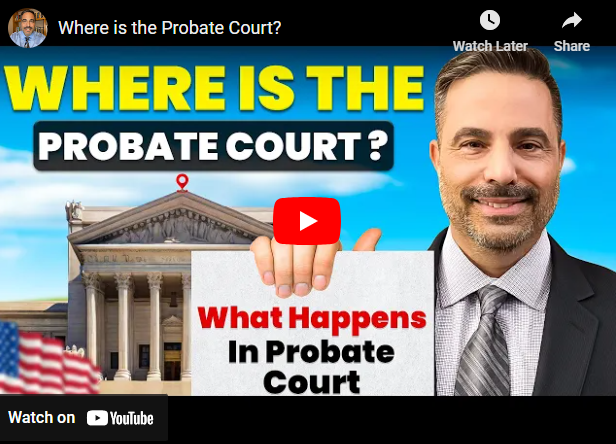 Where is the Probate Court?
Watch Later
Share
WHERE IS THE
PROBATE COURT ?
What Happens
In Probate
Court
Watch on YouTube